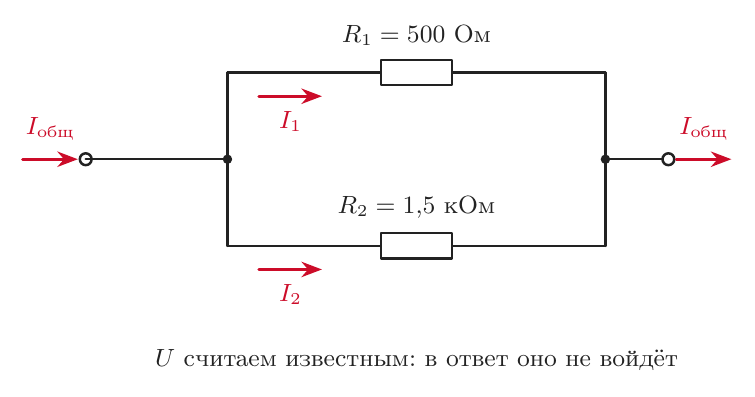 R₁ = 500 Ом
I_общ
I_общ
I₁
R₂ = 1,5 кОм
I₂
U считаем известным: в ответ оно не войдёт